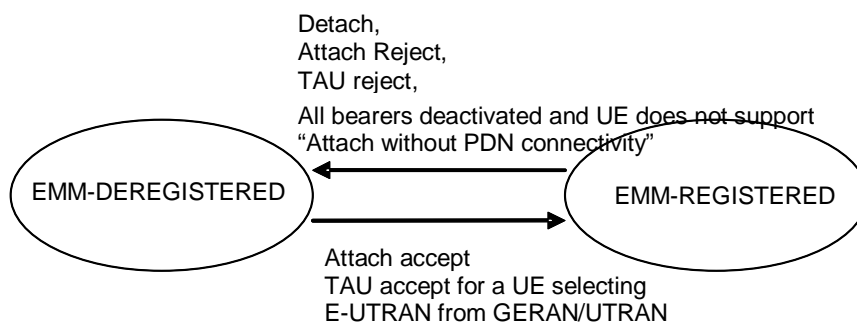 Detach,
Attach Reject,
TAU reject,
All bearers deactivated and UE does not support
“Attach without PDN connectivity”
EMM-DEREGISTERED
EMM-REGISTERED
Attach accept
TAU accept for a UE selecting
E-UTRAN from GERAN/UTRAN